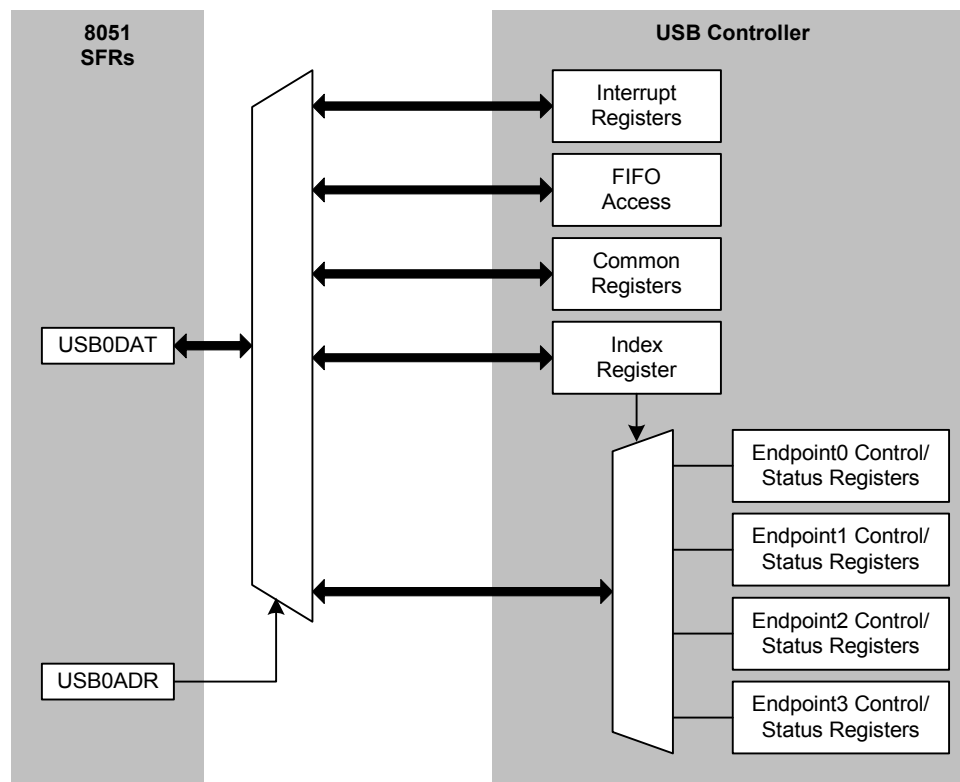 8051
SFRs
USB Controller
Interrupt
Registers
FIFO
Access
Common
Registers
USB0DAT
Index
Register
Endpoint0 Control/
Status Registers
Endpoint1 Control/
Status Registers
Endpoint2 Control/
Status Registers
USB0ADR
Endpoint3 Control/
Status Registers